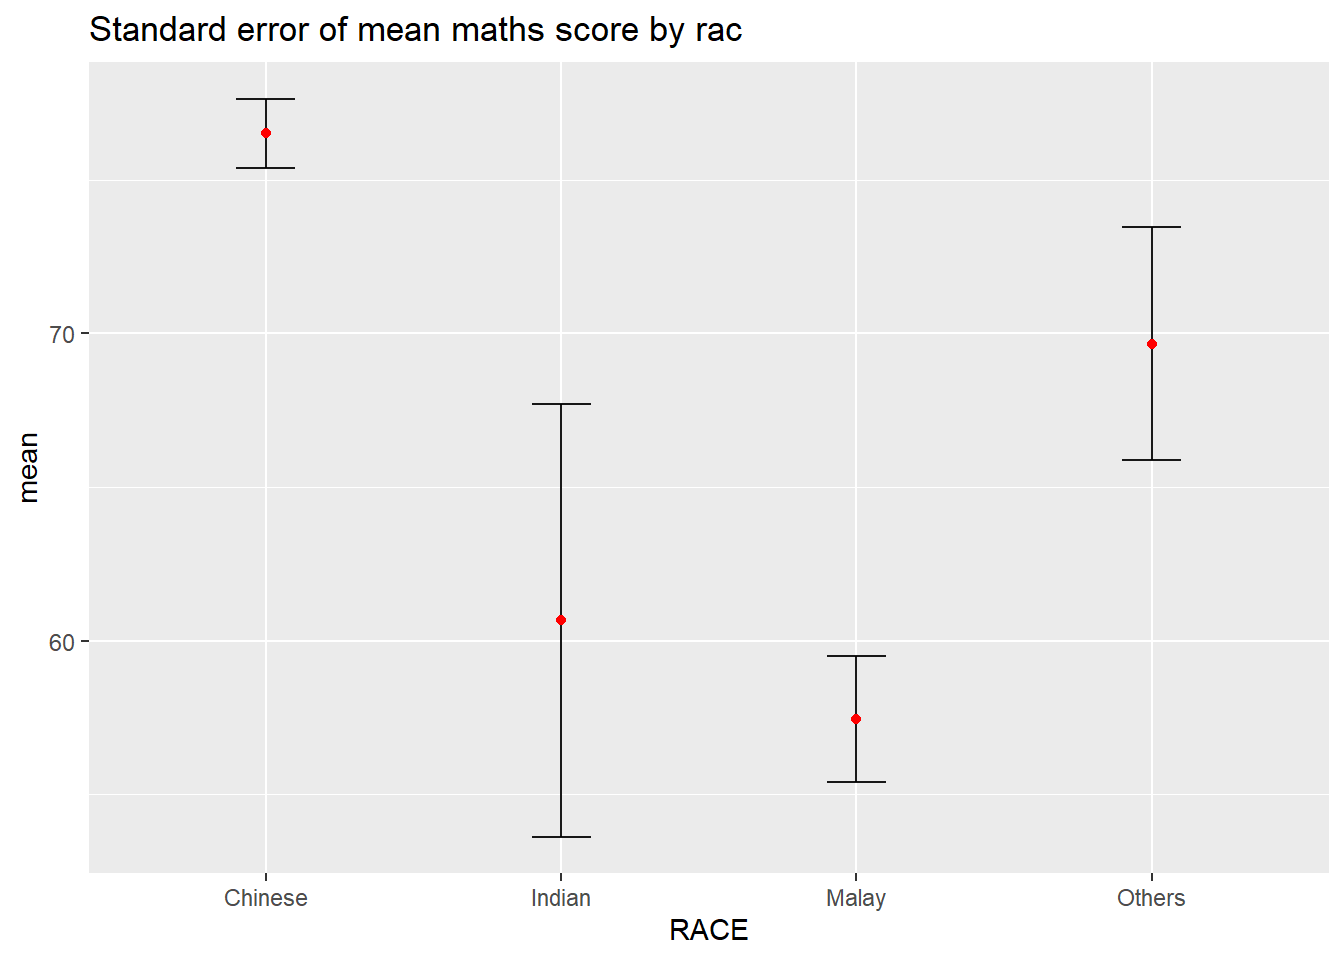 Standard error of mean maths score by rac
70
60
mean
Chinese Indian Malay Others
RACE